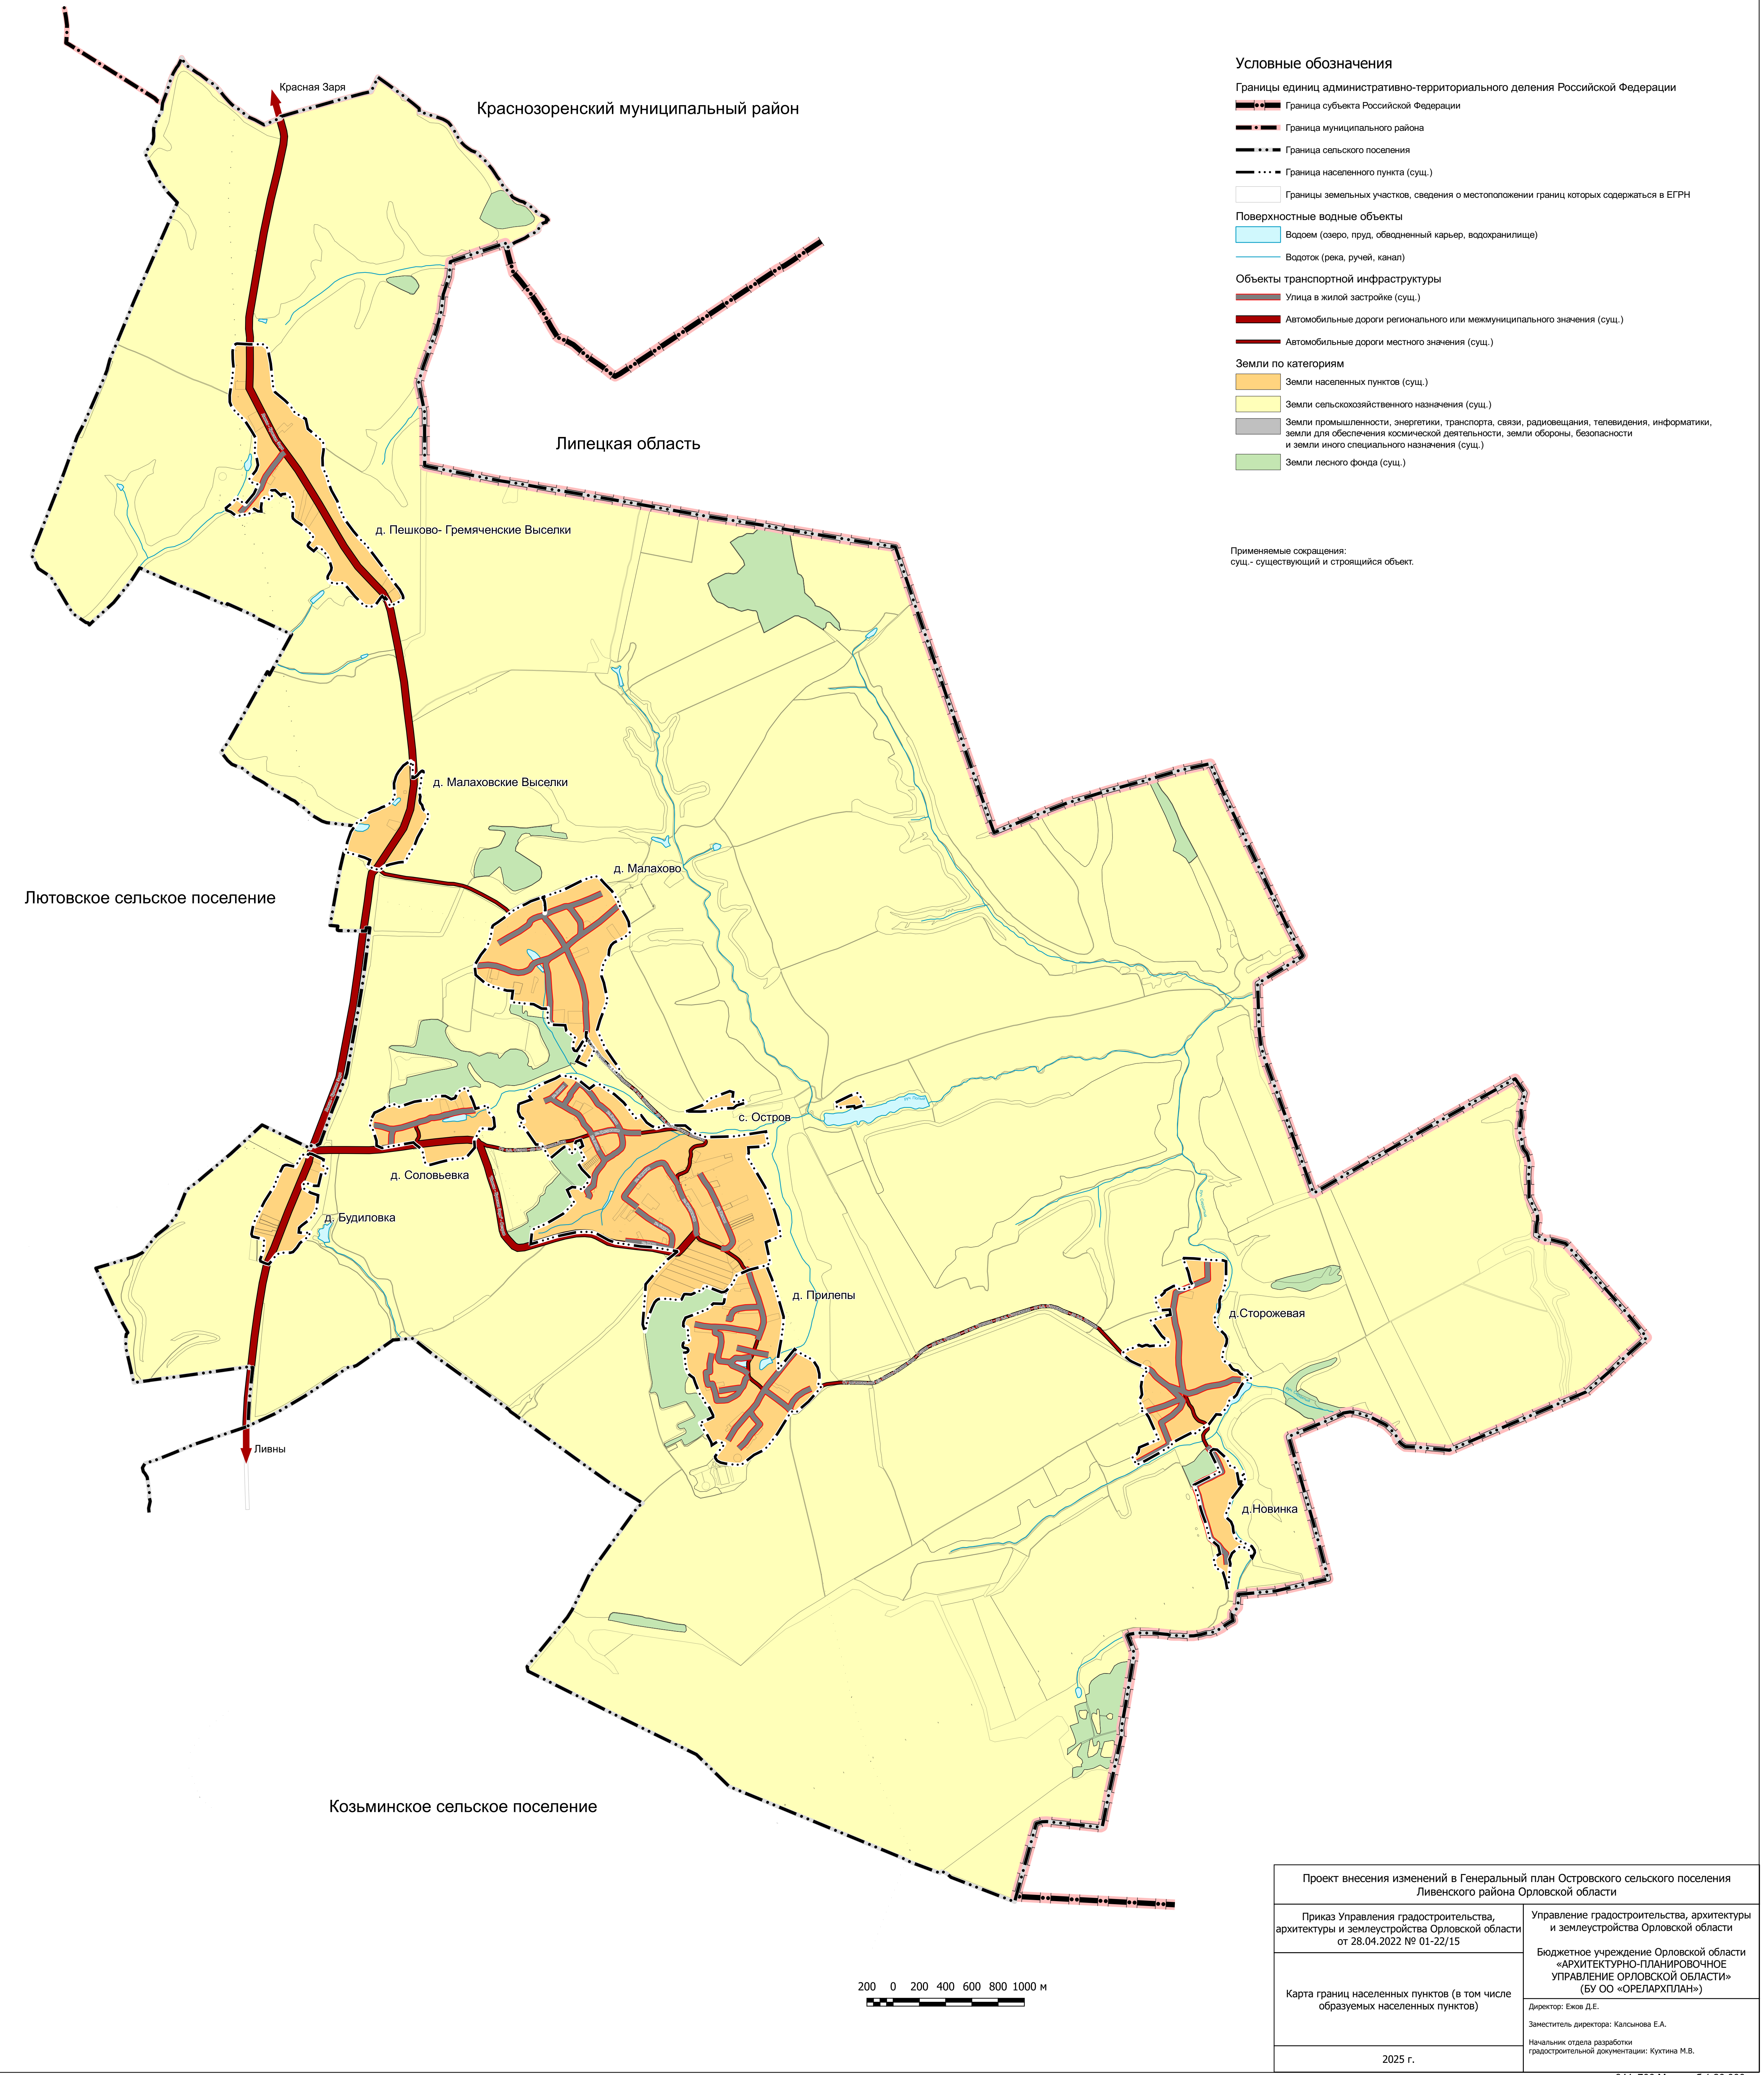 Красная Заря
Краснозоренский муниципальный район
Липецкая область
д. Пешково- Гремяченские Выселки
д. Малаховские Выселки
д. Малахово
Лютовское сельское поселение
с. Остров
д. Соловьевка
д. Будиловка
д. Прилепы
д.Сторожевая
Ливны
д.Новинка
Козьминское сельское поселение
Условные обозначения
Границы единиц административно-территориального деления Российской Федерации
Граница субъекта Российской Федерации
Граница муниципального района
Граница сельского поселения
Граница населенного пункта (сущ.)
Границы земельных участков, сведения о местоположении границ которых содержаться в ЕГРН
Поверхностные водные объекты
Водоем (озеро, пруд, обводненный карьер, водохранилище)
Водоток (река, ручей, канал)
Объекты транспортной инфраструктуры
Улица в жилой застройке (сущ.)
Автомобильные дороги регионального или межмуниципального значения (сущ.)
Автомобильные дороги местного значения (сущ.)
Земли по категориям
Земли населенных пунктов (сущ.)
Земли сельскохозяйственного назначения (сущ.)
Земли промышленности, энергетики, транспорта, связи, радиовещания, телевидения, информатики,
земли для обеспечения космической деятельности, земли обороны, безопасности
и земли иного специального назначения (сущ.)
Земли лесного фонда (сущ.)
Применяемые сокращения:
сущ.- существующий и строящийся объект.
200 0 200 400 600 800 1000 м
Проект внесения изменений в Генеральный план Островского сельского поселения
Ливенского района Орловской области
Приказ Управления градостроительства,
архитектуры и землеустройства Орловской области
от 28.04.2022 № 01-22/15
Карта границ населенных пунктов (в том числе
образуемых населенных пунктов)
2025 г.
Управление градостроительства, архитектуры
и землеустройства Орловской области
Бюджетное учреждение Орловской области
«АРХИТЕКТУРНО-ПЛАНИРОВОЧНОЕ
УПРАВЛЕНИЕ ОРЛОВСКОЙ ОБЛАСТИ»
(БУ ОО «ОРЕЛАРХПЛАН»)
Директор: Ежов Д.Е.
Заместитель директора: Калсынова Е.А.
Начальник отдела разработки
градостроительной документации: Кухтина М.В.